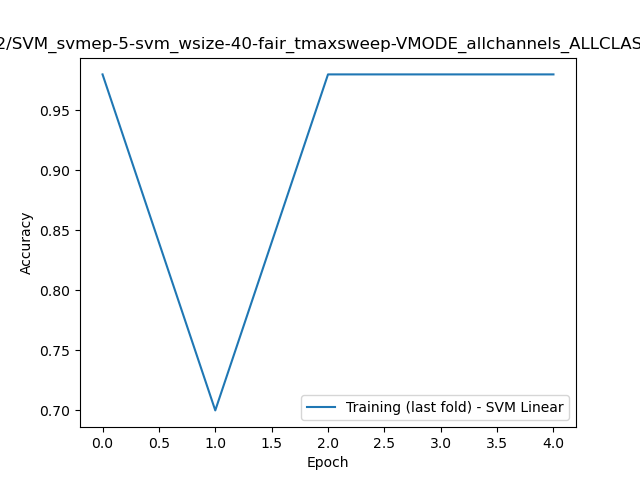 2/SVM_svmep-5-svm_wsize-40-fair_tmaxsweep-VMODE_allchannels_ALLCLAS
0.95
0.90
0.85
0.80
0.75
0.70
Accuracy
Training (last fold) - SVM Linear
0.0 0.5 1.0 1.5 2.0 2.5 3.0 3.5 4.0
Epoch